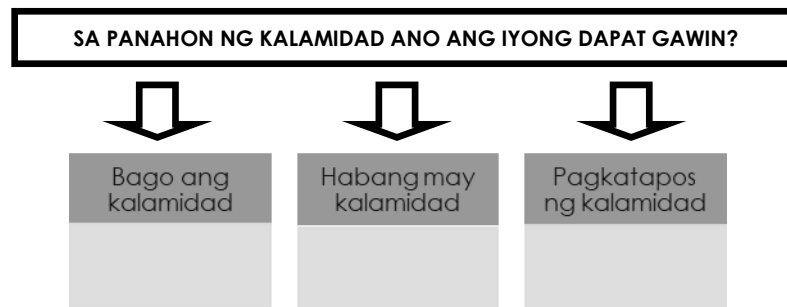 SA PANAHON NG KALAMIDAD ANO ANG IYONG DAPAT GAWIN?
Bago ang
kalamidad
Habang may
kalamidad
Pagkatapos
ng kalamidad